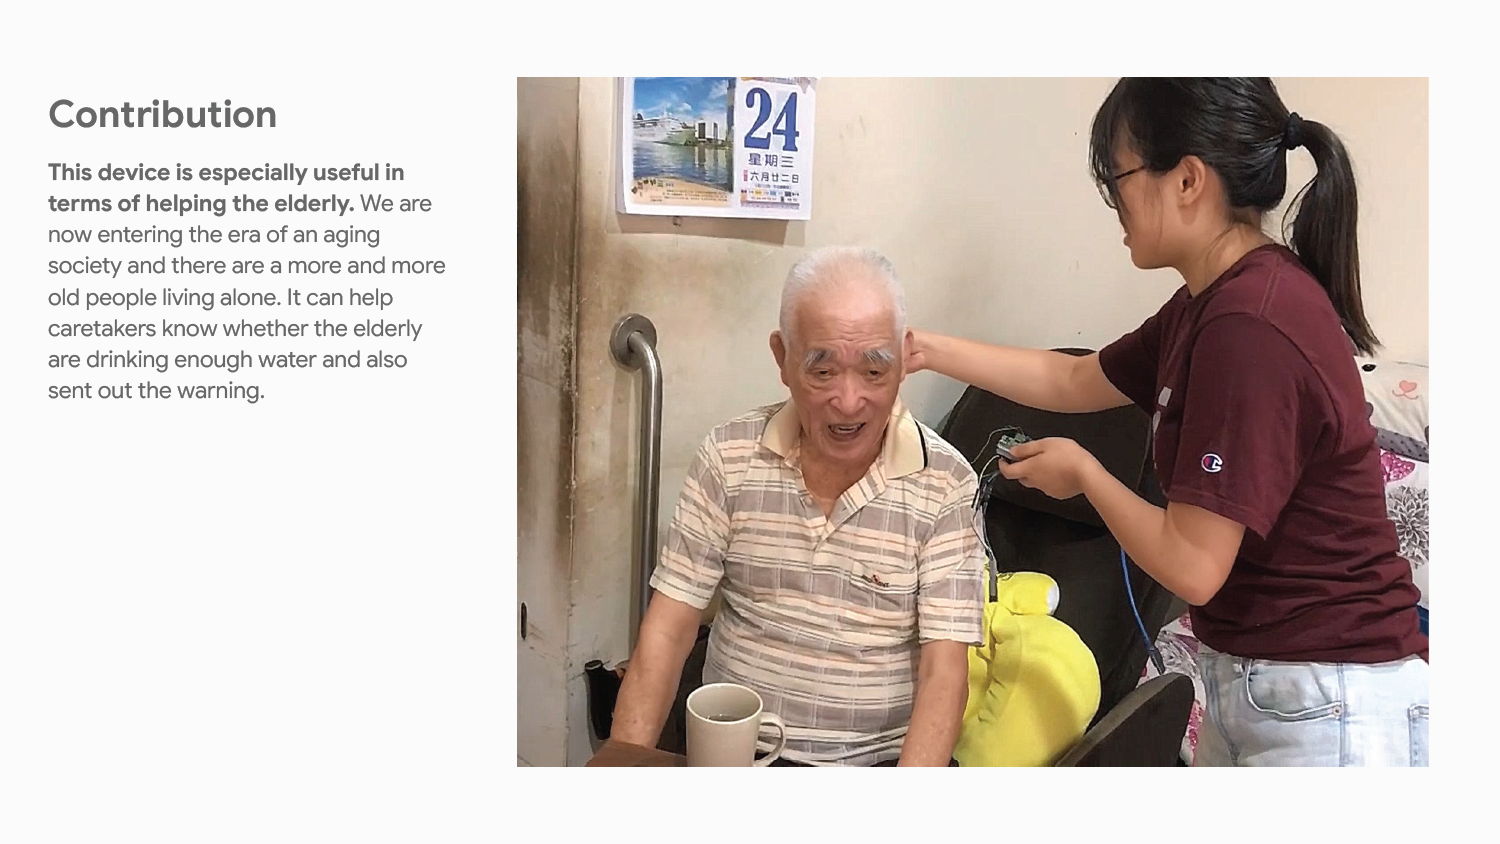 Contribution
This device is especially useful in
terms of helping the elderly. We are
now entering the era of an aging
society and there are a more and more
old people living alone. It can help
caretakers know whether the elderly
are drinking enough water and also
sent out the warning.
24
星期三
六月廿二日